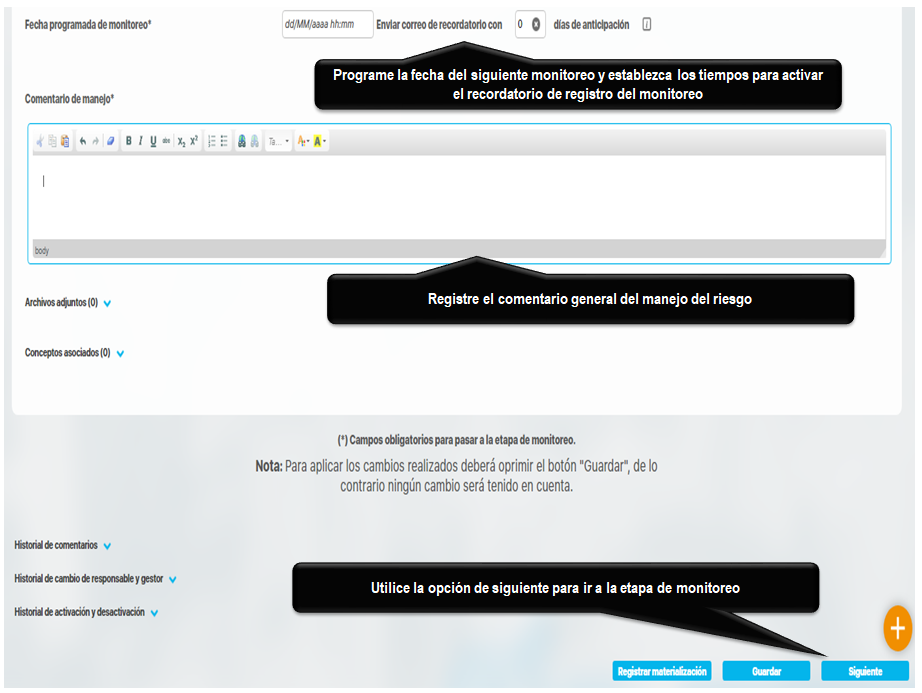 Fecha programada de monitoreo* dd/MM/aaaa hh:mm Enviar correo de recordatorio con 0 días de anticipación i
Programe la fecha del siguiente monitoreo y establezca los tiempos para activar
el recordatorio de registro del monitoreo
Comentario de manejo*
B I U abc X₂ X² Ta... A A
body
Registre el comentario general del manejo del riesgo
Archivos adjuntos (0)
Conceptos asociados (0)
(*) Campos obligatorios para pasar a la etapa de monitoreo.
Nota: Para aplicar los cambios realizados deberá oprimir el botón "Guardar", de lo
contrario ningún cambio será tenido en cuenta.
Historial de comentarios
Historial de cambio de responsable y gestor
Historial de activación y desactivación
Utilice la opción de siguiente para ir a la etapa de monitoreo
Registrar materialización Guardar Siguiente